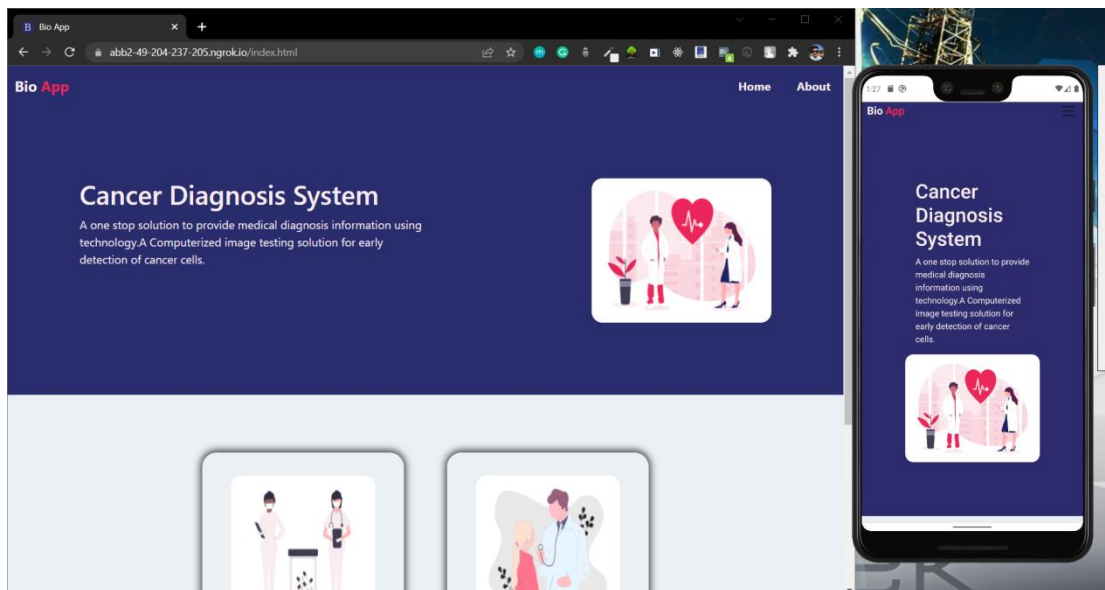 B Bio App
abb2-49-204-237-205.ngrok.io/index.html
Bio App
Home About
Cancer Diagnosis System
A one stop solution to provide medical diagnosis information using
technology.A Computerized image testing solution for early
detection of cancer cells.
1:27
Bio App
Cancer
Diagnosis
System
A one stop solution to provide
medical diagnosis
information using
technology.A Computerized
image testing solution for
early detection of cancer
cells.